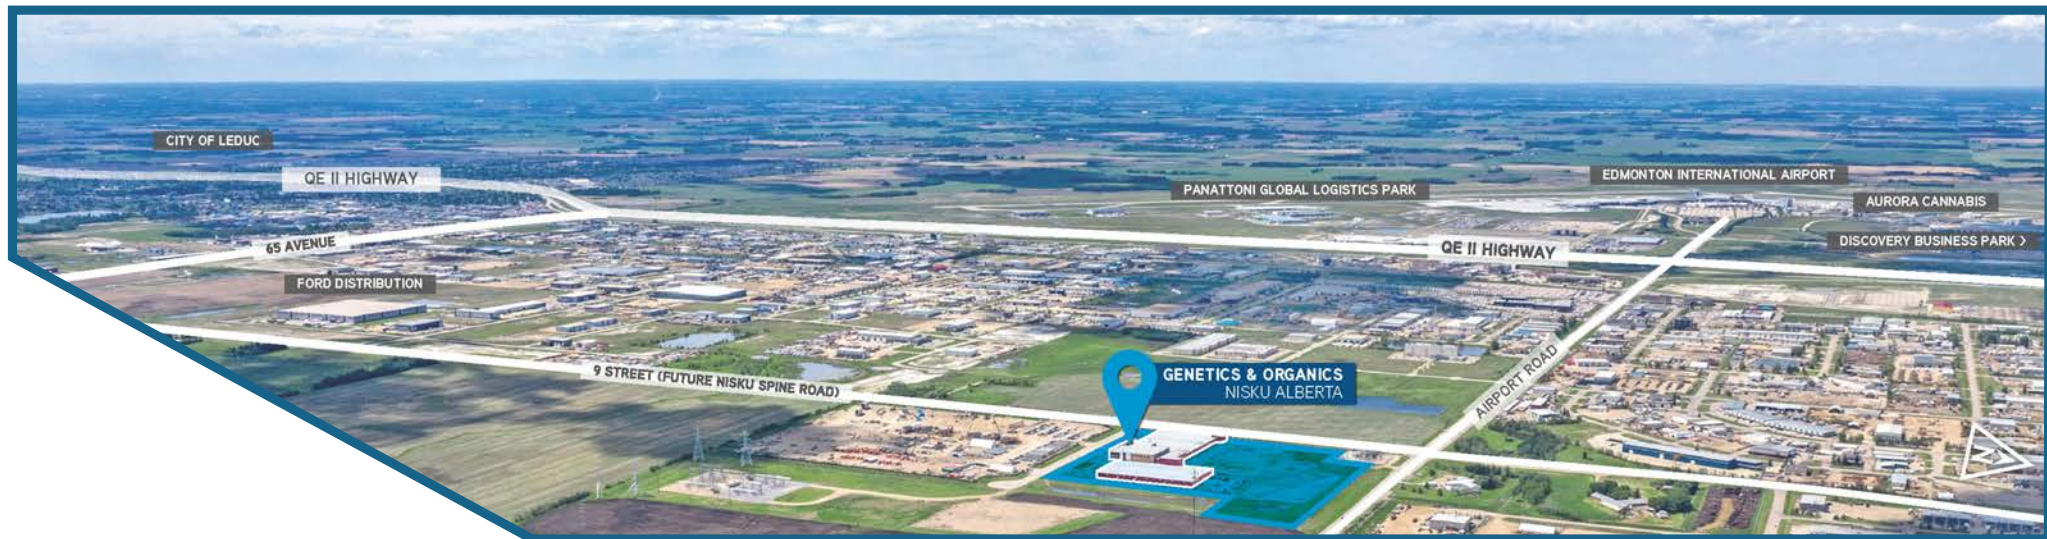 CITY OF LEDUC
QE II HIGHWAY
EDMONTON INTERNATIONAL AIRPORT
PANATTONI GLOBAL LOGISTICS PARK
AURORA CANNABIS
65 AVENUE
QE II HIGHWAY
DISCOVERY BUSINESS PARK >
FORD DISTRIBUTION
9 STREET (FUTURE NISKU SPINE ROAD)
GENETICS & ORGANICS
NISKU ALBERTA
AIRPORT ROAD
N